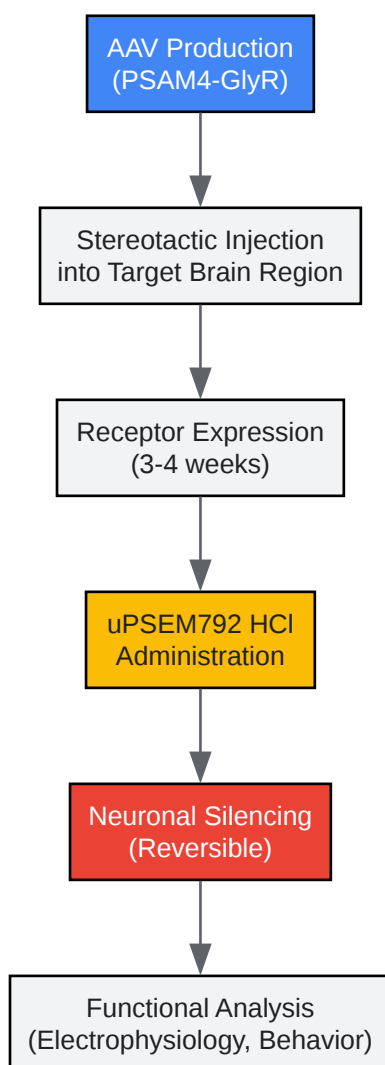 AAV Production
(PSAM4-GlyR)
Stereotactic Injection
into Target Brain Region
Receptor Expression
(3-4 weeks)
uPSEM792 HCl
Administration
Neuronal Silencing
(Reversible)
Functional Analysis
(Electrophysiology, Behavior)